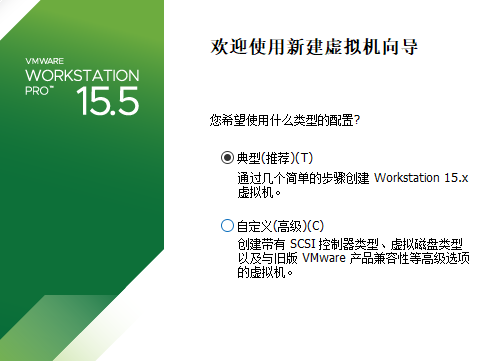 VMWARE
WORKSTATION
PRO™
15.5
欢迎使用新建虚拟机向导
您希望使用什么类型的配置?
典型(推荐)(T)
通过几个简单的步骤创建 Workstation 15.x
虚拟机。
自定义(高级)(C)
创建带有 SCSI 控制器类型、虚拟磁盘类型
以及与旧版 VMware 产品兼容性等高级选项
的虚拟机。